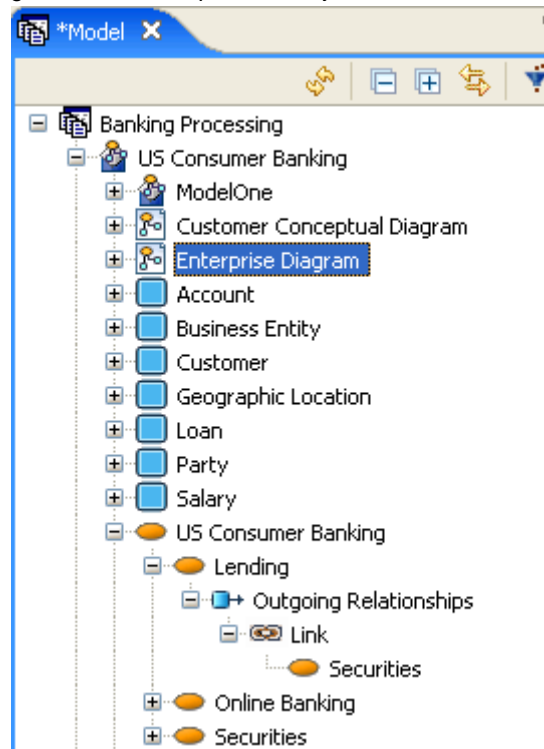 *Model
Banking Processing
US Consumer Banking
ModelOne
Customer Conceptual Diagram
Enterprise Diagram
Account
Business Entity
Customer
Geographic Location
Loan
Party
Salary
US Consumer Banking
Lending
Outgoing Relationships
Link
Securities
Online Banking
Securities